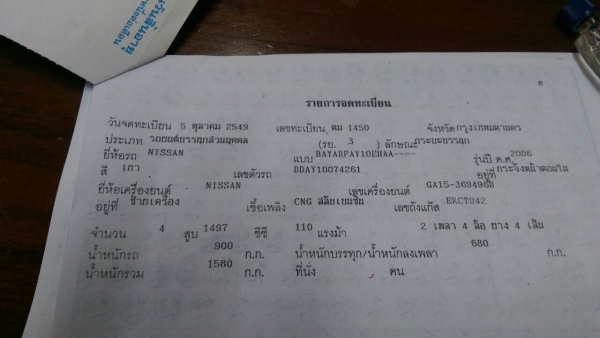 วันสิ้นอายุ
รายการจดทะเบียน
วันจดทะเบียน 5 ตุลาคม 2549 เลขทะเบียน ตม 1450 จังหวัด กรุงเทพมหานคร
ประเภท รถยนต์บรรทุกส่วนบุคคล (รย. 3 ) ลักษณะ กระบะบรรทุก
ยี่ห้อรถ NISSAN แบบ BAYARFAY10EHAA---- รุ่นปี ค.ศ. 2006
สี เทา เลขตัวรถ BDAY10074261 อยู่ที่
ยี่ห้อเครื่องยนต์ NISSAN เลขเครื่องยนต์ GA15-369496B
อยู่ที่ ซ้ายเครื่อง เชื้อเพลิง CNG สลับเบนซิน เลขถังแก๊ส EKCT042
จำนวน 4 สูบ 1497 ซีซี 110 แรงม้า 2 เพลา 4 ล้อ ยาง 4 เส้น
น้ำหนักรถ 900 ก.ก. น้ำหนักบรรทุก/น้ำหนักลงเพลา 680 ก.ก.
น้ำหนักรวม 1580 ก.ก. ที่นั่ง คน